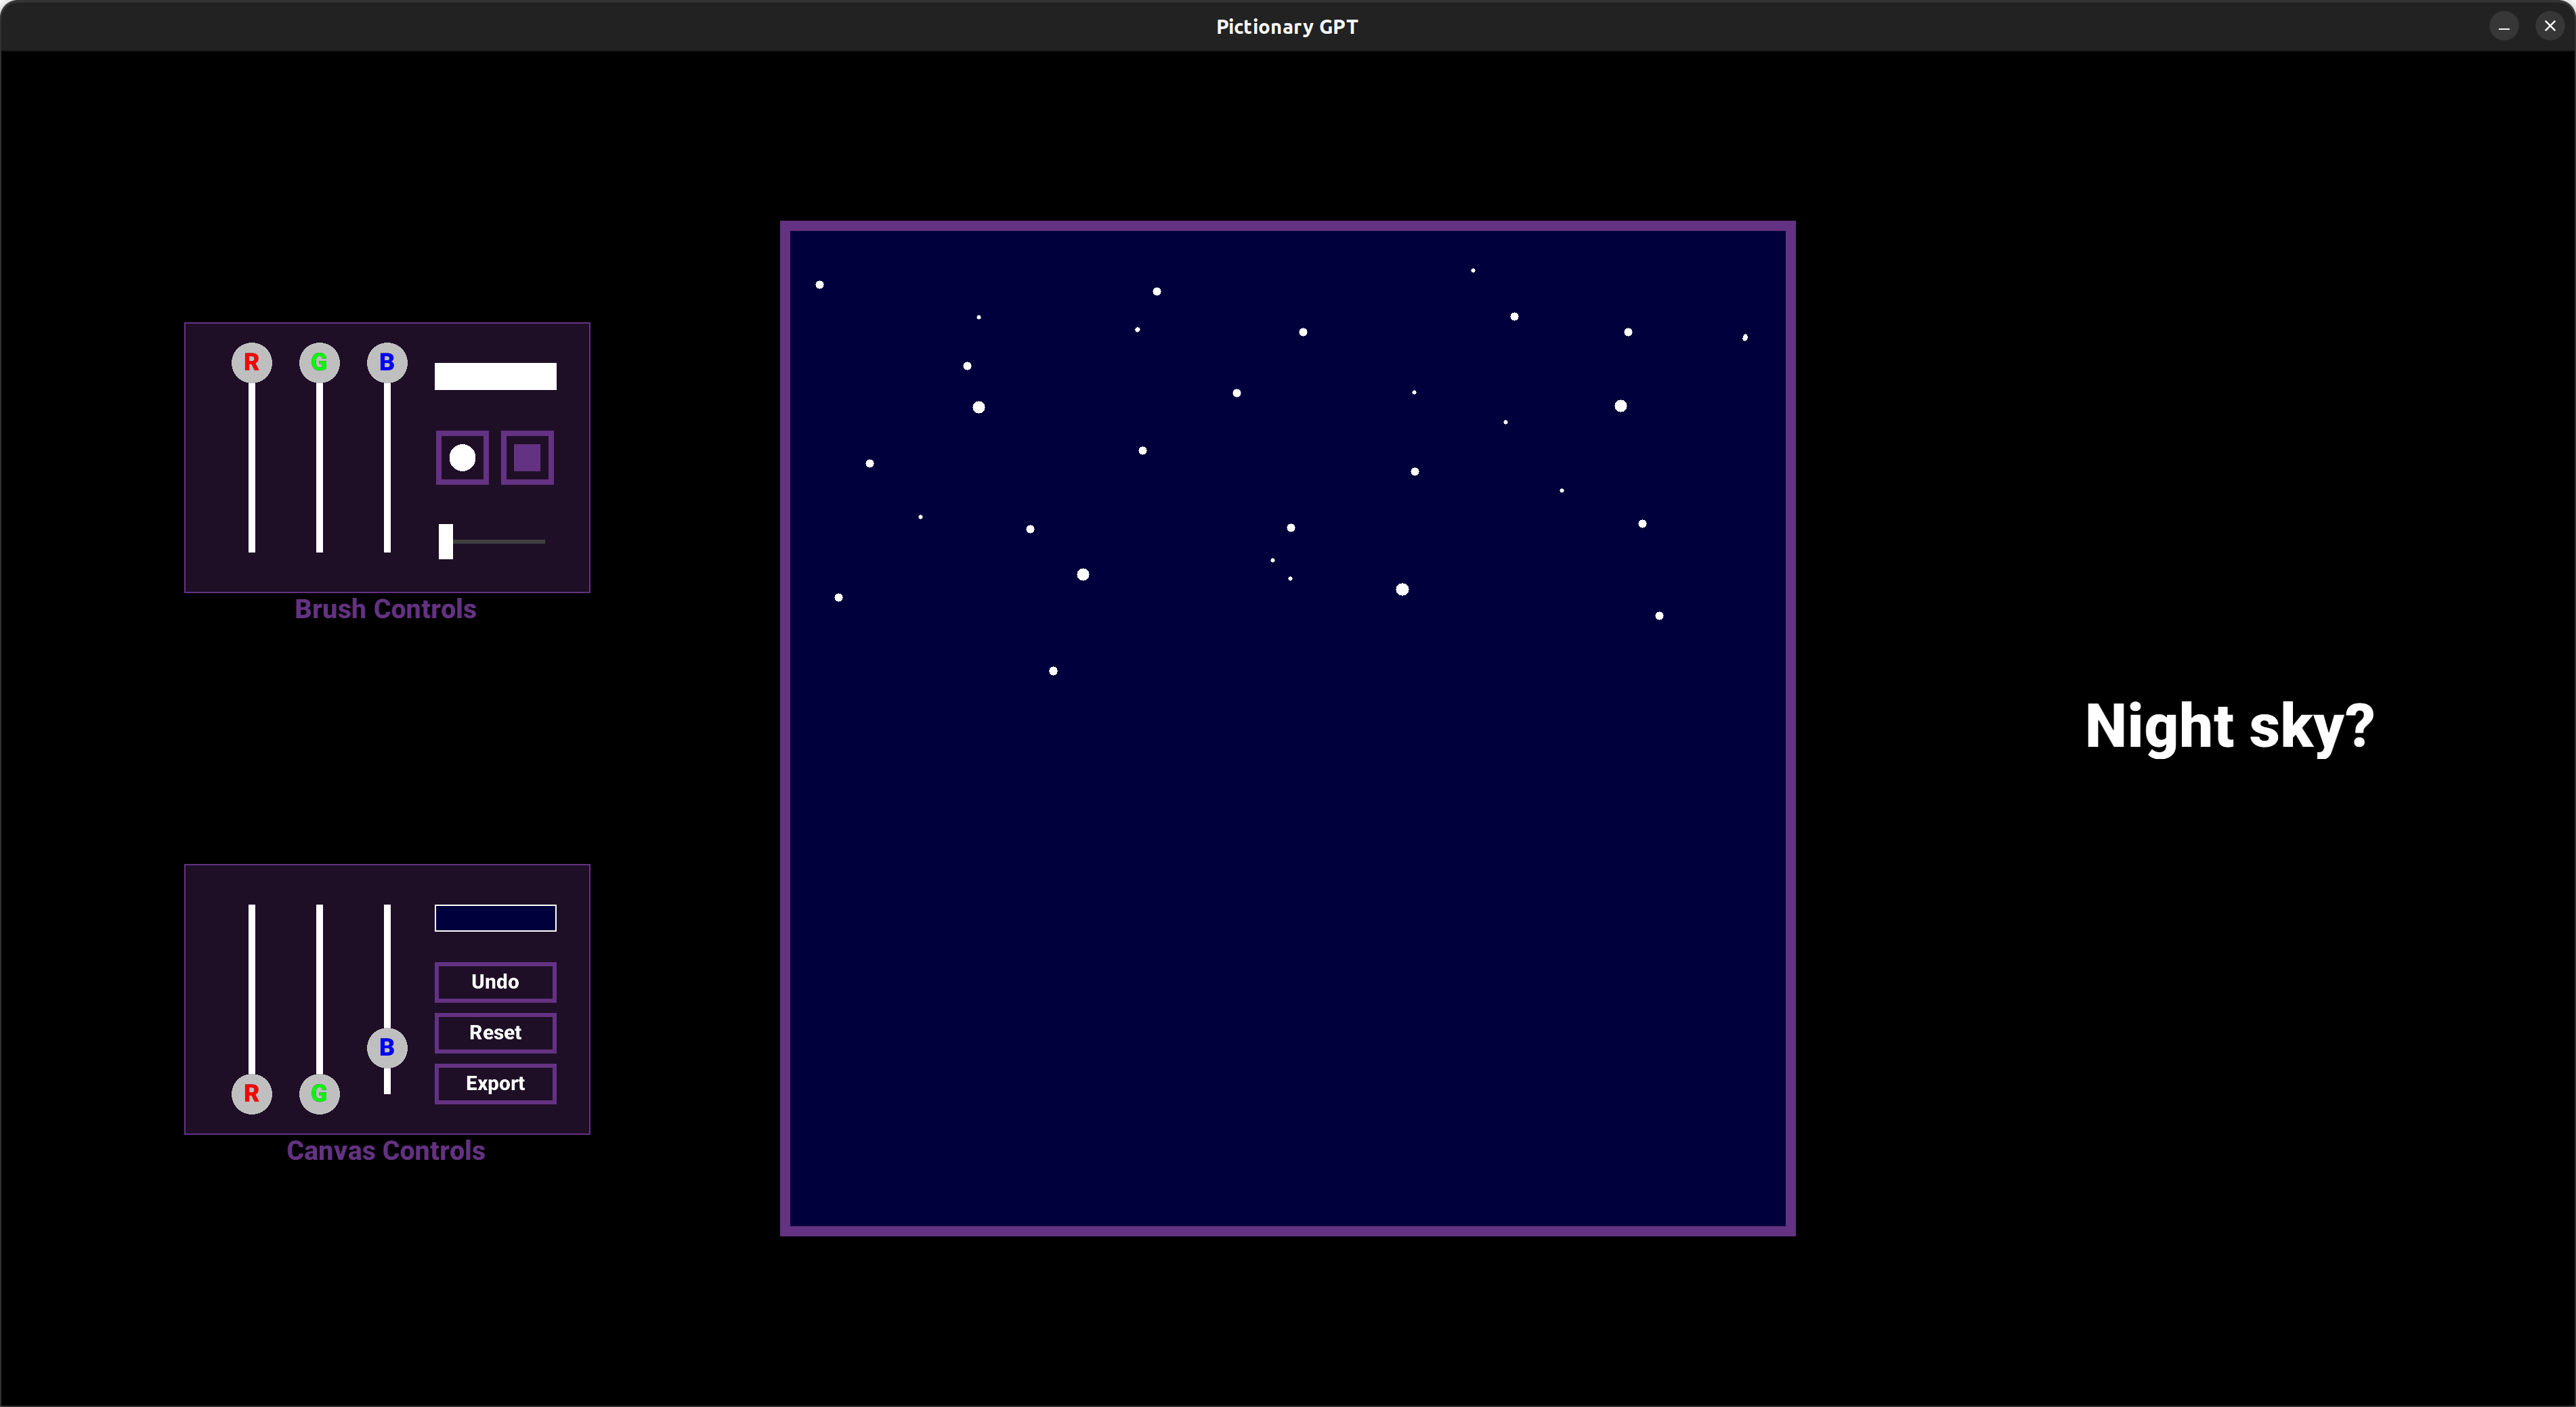 Pictionary GPT
R G B
Brush Controls
Night sky?
R G B
Undo
Reset
Export
Canvas Controls